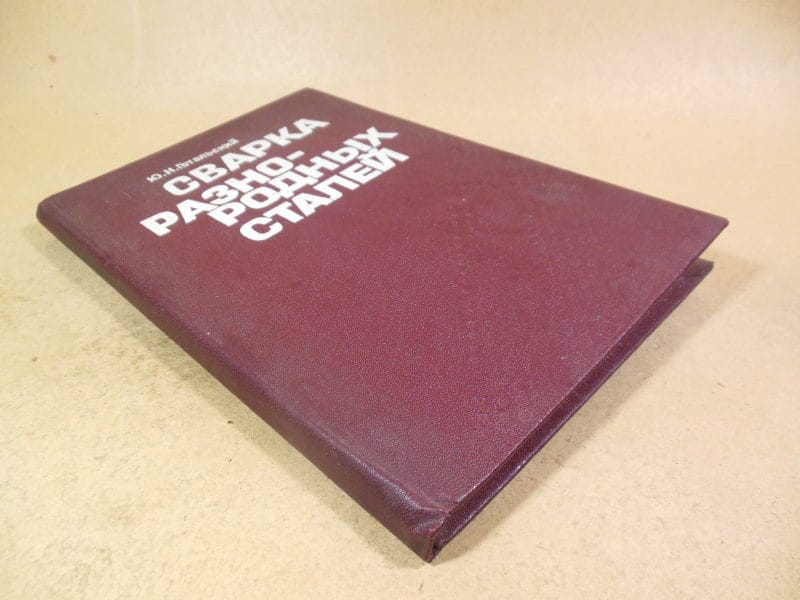 Ю.Н.Готальский
СВАРКА
РАЗНО-
РОДНЫХ
СТАЛЕЙ